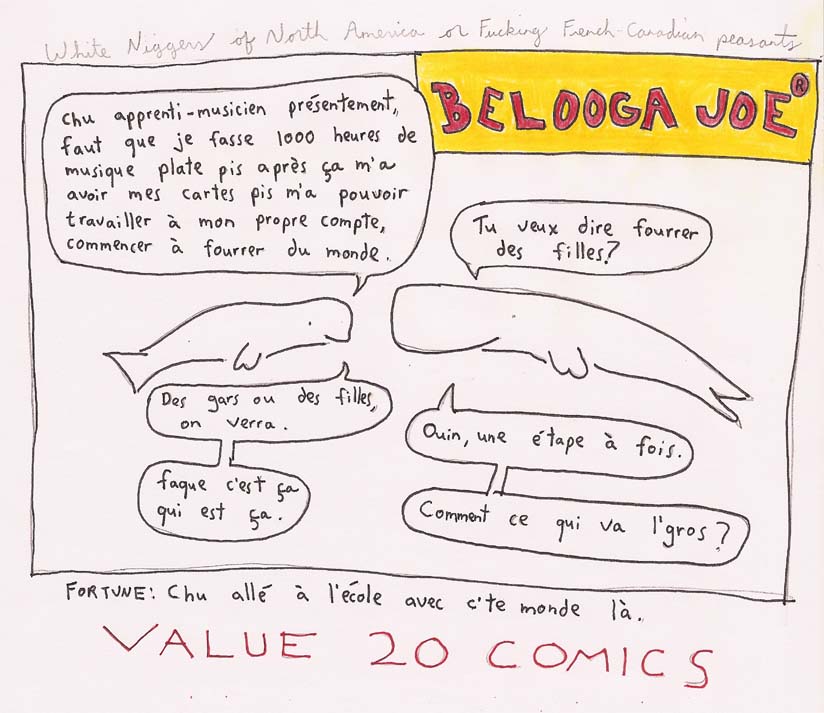 White Niggers of North America or Fucking French-Canadian peasants
BELOOGA JOE®
Chu apprenti-musicien présentement,
faut que je fasse 1000 heures de
musique plate pis après ça m'a
avoir mes cartes pis m'a pouvoir
travailler à mon propre compte,
commencer à fourrer du monde.
Tu veux dire fourrer
des filles?
Des gars ou des filles,
on verra.
faque c'est ça
qui est ça.
Ouin, une étape à fois.
Comment ce qui va l'gros?
FORTUNE: Chu allé à l'école avec c'te monde là.
VALUE 20 COMICS